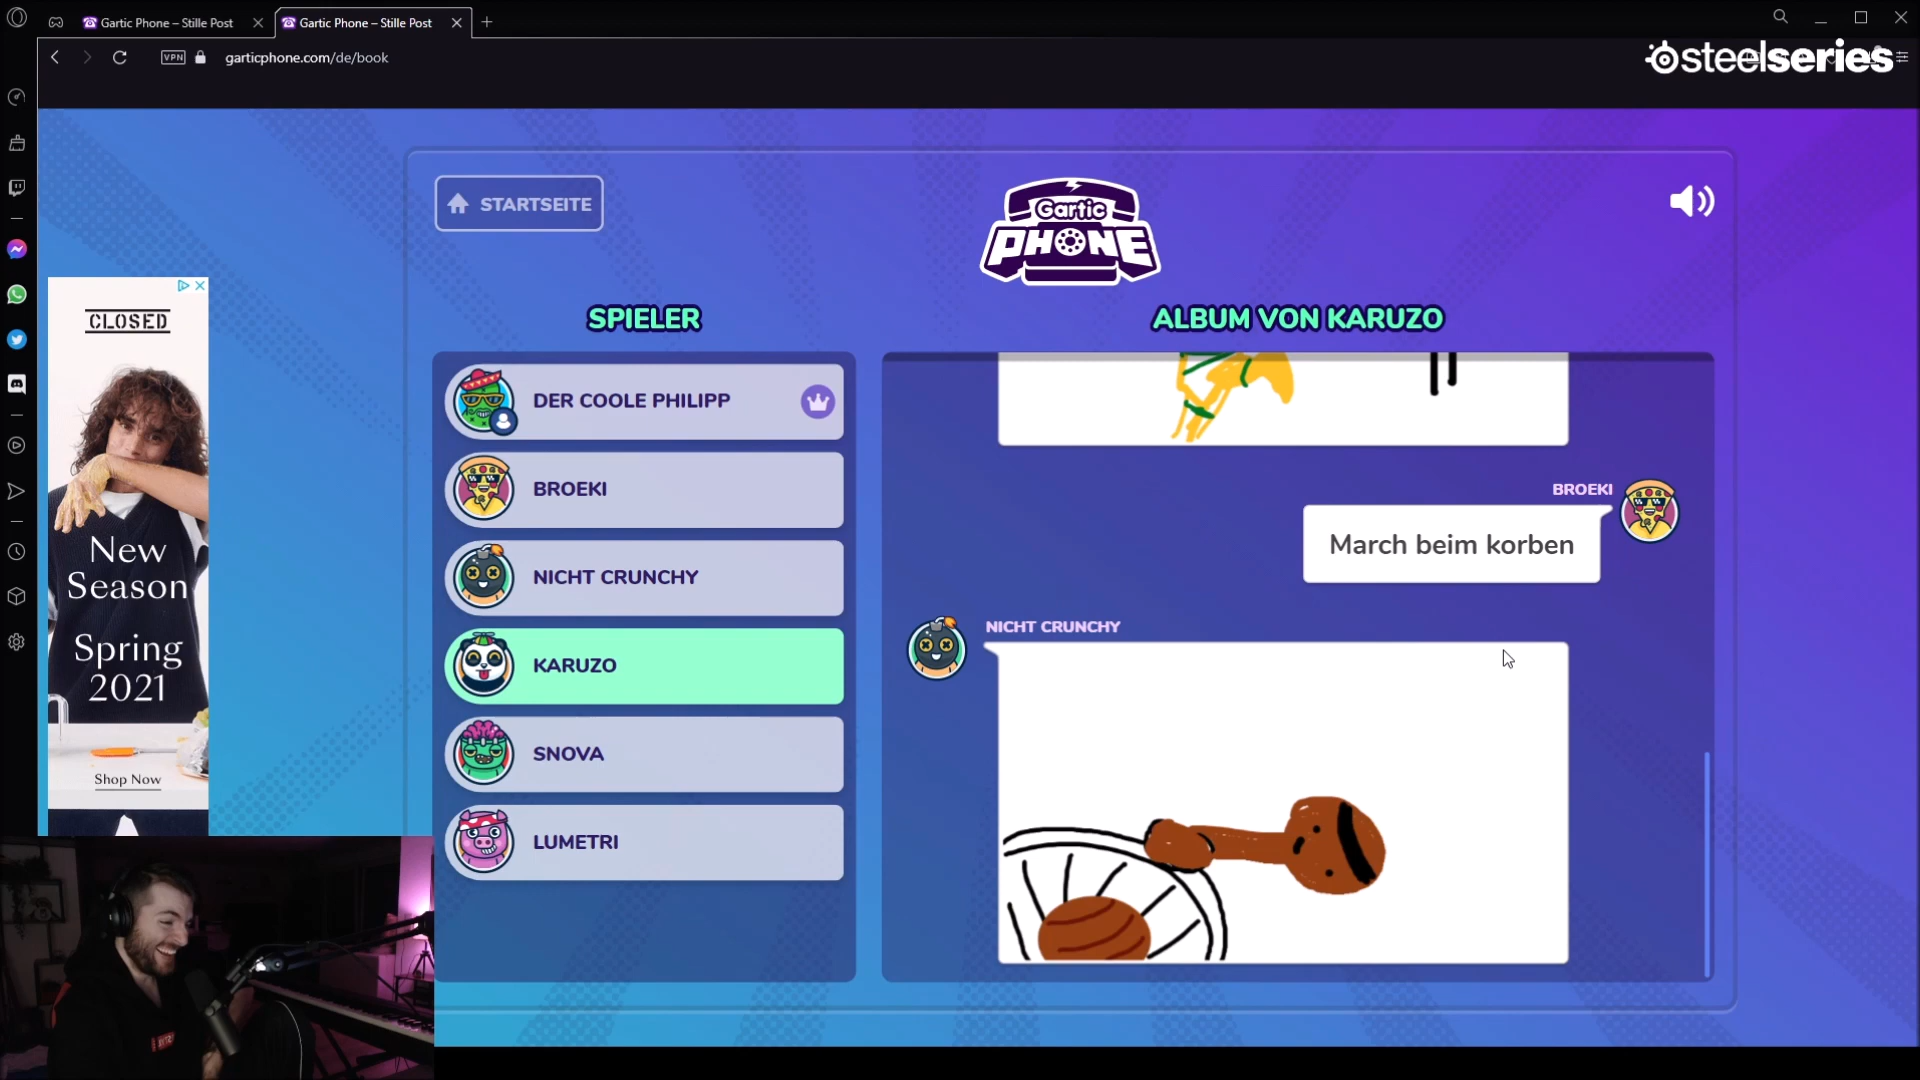 Gartic Phone – Stille Post
Gartic Phone – Stille Post
VPN
garticphone.com/de/book
steelseries
STARTSEITE
Gartic
PHONE
CLOSED
New
Season
Spring
2021
Shop Now
SPIELER
DER COOLE PHILIPP
BROEKI
NICHT CRUNCHY
KARUZO
SNOVA
LUMETRI
ALBUM VON KARUZO
BROEKI
March beim korben
NICHT CRUNCHY